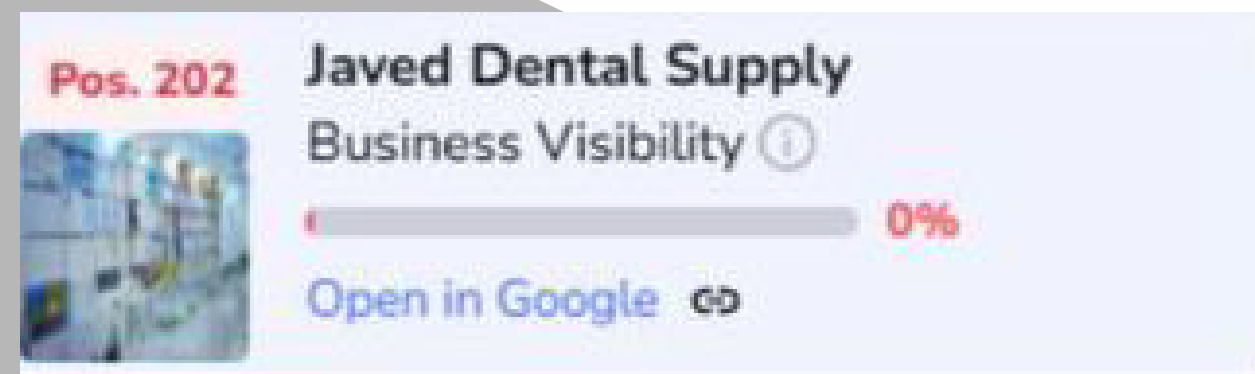 Pos. 202
Javed Dental Supply
Business Visibility
0%
Open in Google